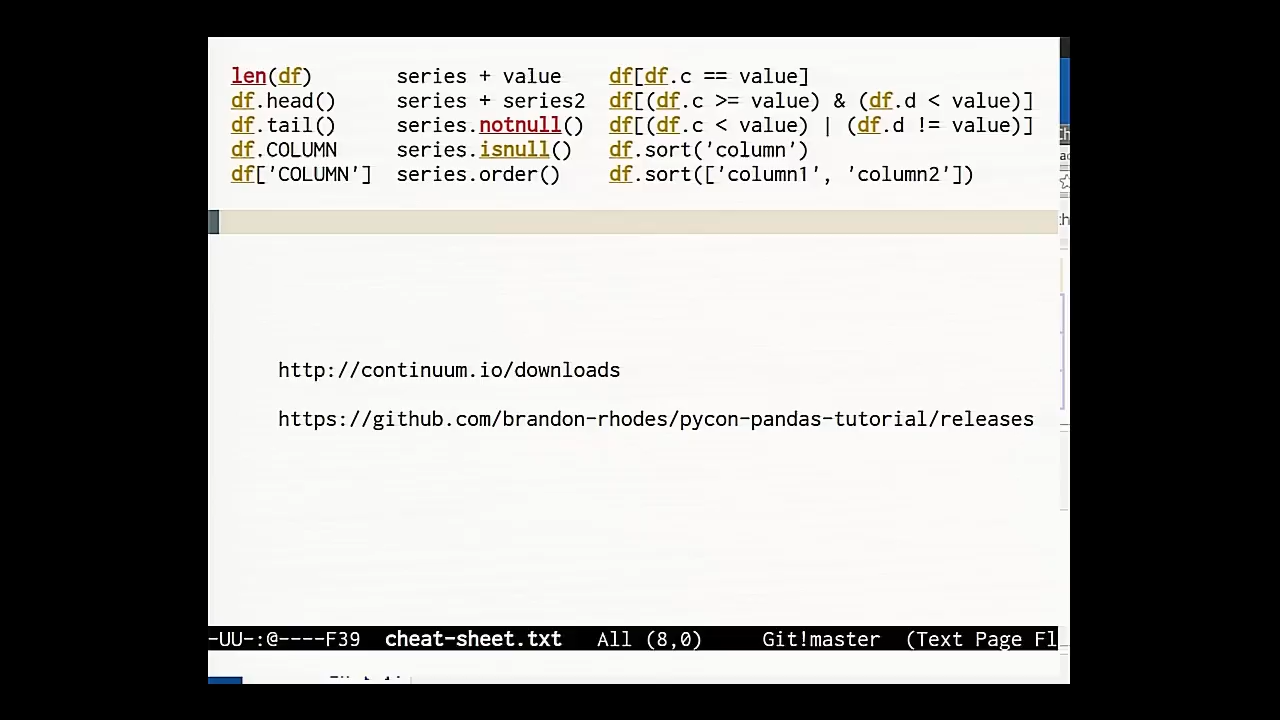 len(df)       series + value    df[df.c == value]
df.head()     series + series2  df[(df.c >= value) & (df.d < value)]
df.tail()     series.notnull()  df[(df.c < value) | (df.d != value)]
df.COLUMN     series.isnull()   df.sort('column')
df['COLUMN']  series.order()    df.sort(['column1', 'column2'])
http://continuum.io/downloads
https://github.com/brandon-rhodes/pycon-pandas-tutorial/releases
-UU-:@----F39  cheat-sheet.txt   All (8,0)     Git!master  (Text Page Fl